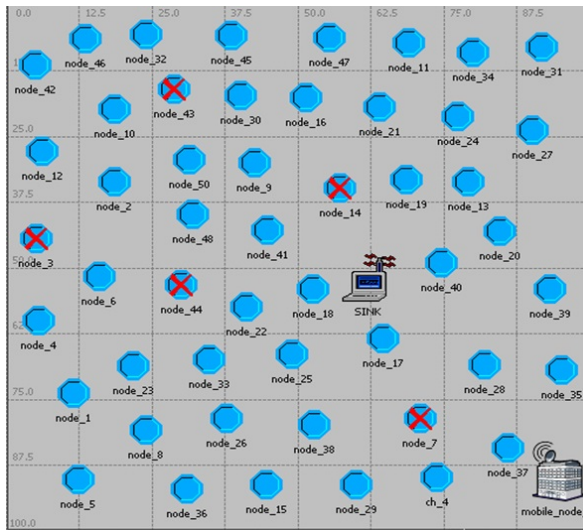 0.0 12.5 25.0 37.5 50.0 62.5 75.0 87.5
node_46 node_32 node_45 node_47 node_11 node_34 node_31
node_42
node_43 node_30 node_16 node_21 node_24 node_27
node_10
25.0
node_12 node_50 node_9 node_14 node_19 node_13
node_2
37.5
node_3 node_48 node_41 node_20
50.0
node_6 node_44 node_22 node_18 SINK node_40 node_39
node_4
node_23 node_33 node_25 node_17 node_28 node_35
75.0
node_1
node_8 node_26 node_38 node_7 node_37
87.5
node_5 node_36 node_15 node_29 ch_4 mobile_node
100.0